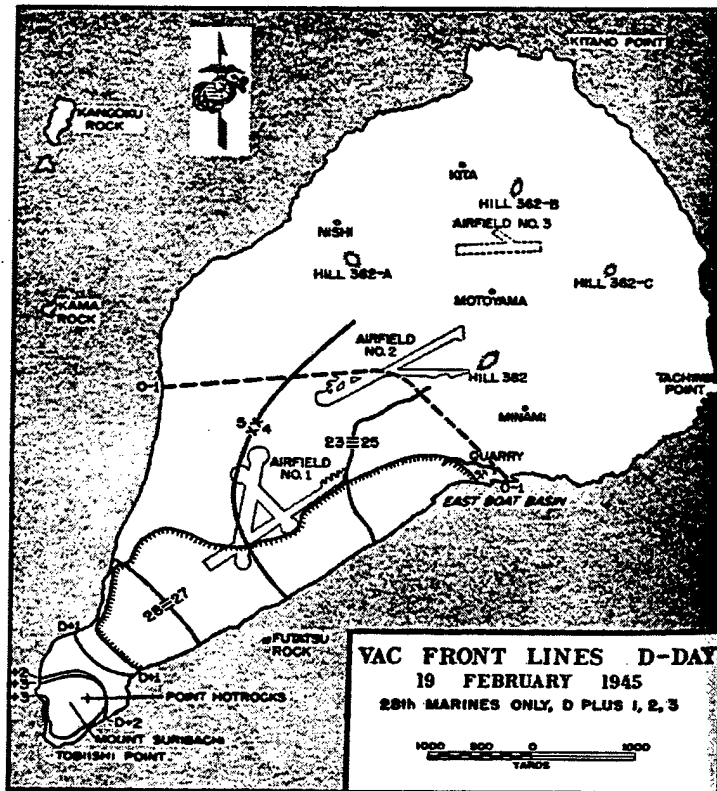 KITANO POINT
KANGOKU
ROCK
KITA
HILL 362-B
AIRFIELD NO. 3
NISHI
HILL 362-A
HILL 362-C
KAMA
ROCK
MOTOYAMA
AIRFIELD
NO. 2
HILL 362
O-1
TACHIIWA
POINT
MINAMI
5 4
23 25
QUARRY
AIRFIELD
NO. 1
O-1
EAST BOAT BASIN
28 27
D+1
FUTATSU
ROCK
D+1
POINT HOTROCKS
D+2
MOUNT SURIBACHI
TOBIISHI POINT
VAC FRONT LINES D-DAY
19 FEBRUARY 1945
28th MARINES ONLY, D PLUS 1, 2, 3
1000 500 0 1000
YARDS